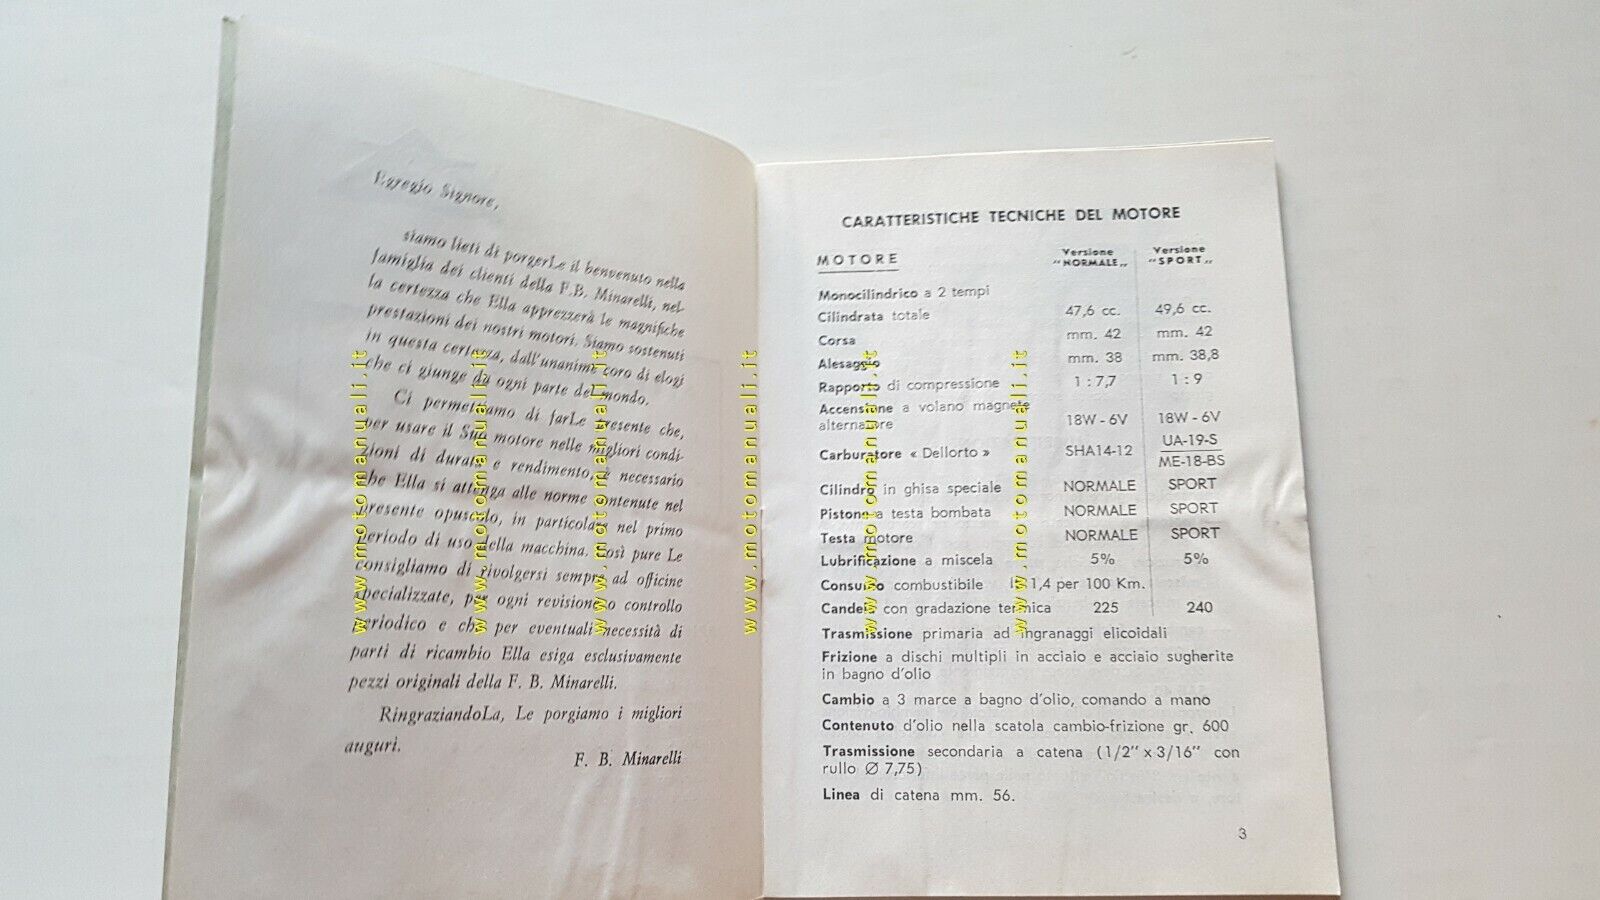 Egregio Signore,
siamo lieti di porgerLe il benvenuto nella
famiglia dei clienti della F.B. Minarelli, nel-
la certezza che Ella apprezzerà le magnifiche
prestazioni dei nostri motori. Siamo sostenuti
in questa certezza, dall'unanime coro di elogi
che ci giunge da ogni parte del mondo.
Ci permettiamo di farLe presente che,
per usare il Suo motore nelle migliori condi-
zioni di durata e rendimento, è necessario
che Ella si attenga alle norme contenute nel
presente opuscolo, in particolare nel primo
periodo di uso della macchina. Così pure Le
consigliamo di rivolgersi sempre ad officine
specializzate, per ogni revisione o controllo
periodico e che per eventuali necessità di
parti di ricambio Ella esiga esclusivamente
pezzi originali della F. B. Minarelli.
RingraziandoLa, Le porgiamo i migliori
auguri.
F. B. Minarelli
CARATTERISTICHE TECNICHE DEL MOTORE
MOTORE Versione "NORMALE„ Versione "SPORT„
Monocilindrico a 2 tempi
Cilindrata totale 47,6 cc. 49,6 cc.
Corsa mm. 42 mm. 42
Alesaggio mm. 38 mm. 38,8
Rapporto di compressione 1 : 7,7 1 : 9
Accensione a volano magnete
alternatore 18W - 6V 18W - 6V
Carburatore « Dellorto » SHA14-12 UA-19-S
ME-18-BS
Cilindro in ghisa speciale NORMALE SPORT
Pistone a testa bombata NORMALE SPORT
Testa motore NORMALE SPORT
Lubrificazione a miscela 5% 5%
Consumo combustibile l. 1,4 per 100 Km.
Candela con gradazione termica 225 240
Trasmissione primaria ad ingranaggi elicoidali
Frizione a dischi multipli in acciaio e acciaio sugherite
in bagno d'olio
Cambio a 3 marce a bagno d'olio, comando a mano
Contenuto d'olio nella scatola cambio-frizione gr. 600
Trasmissione secondaria a catena (1/2" x 3/16" con
rullo Ø 7,75)
Linea di catena mm. 56.
3
www.motomanuali.it
www.motomanuali.it
www.motomanuali.it
www.motomanuali.it
www.motomanuali.it
www.motomanuali.it